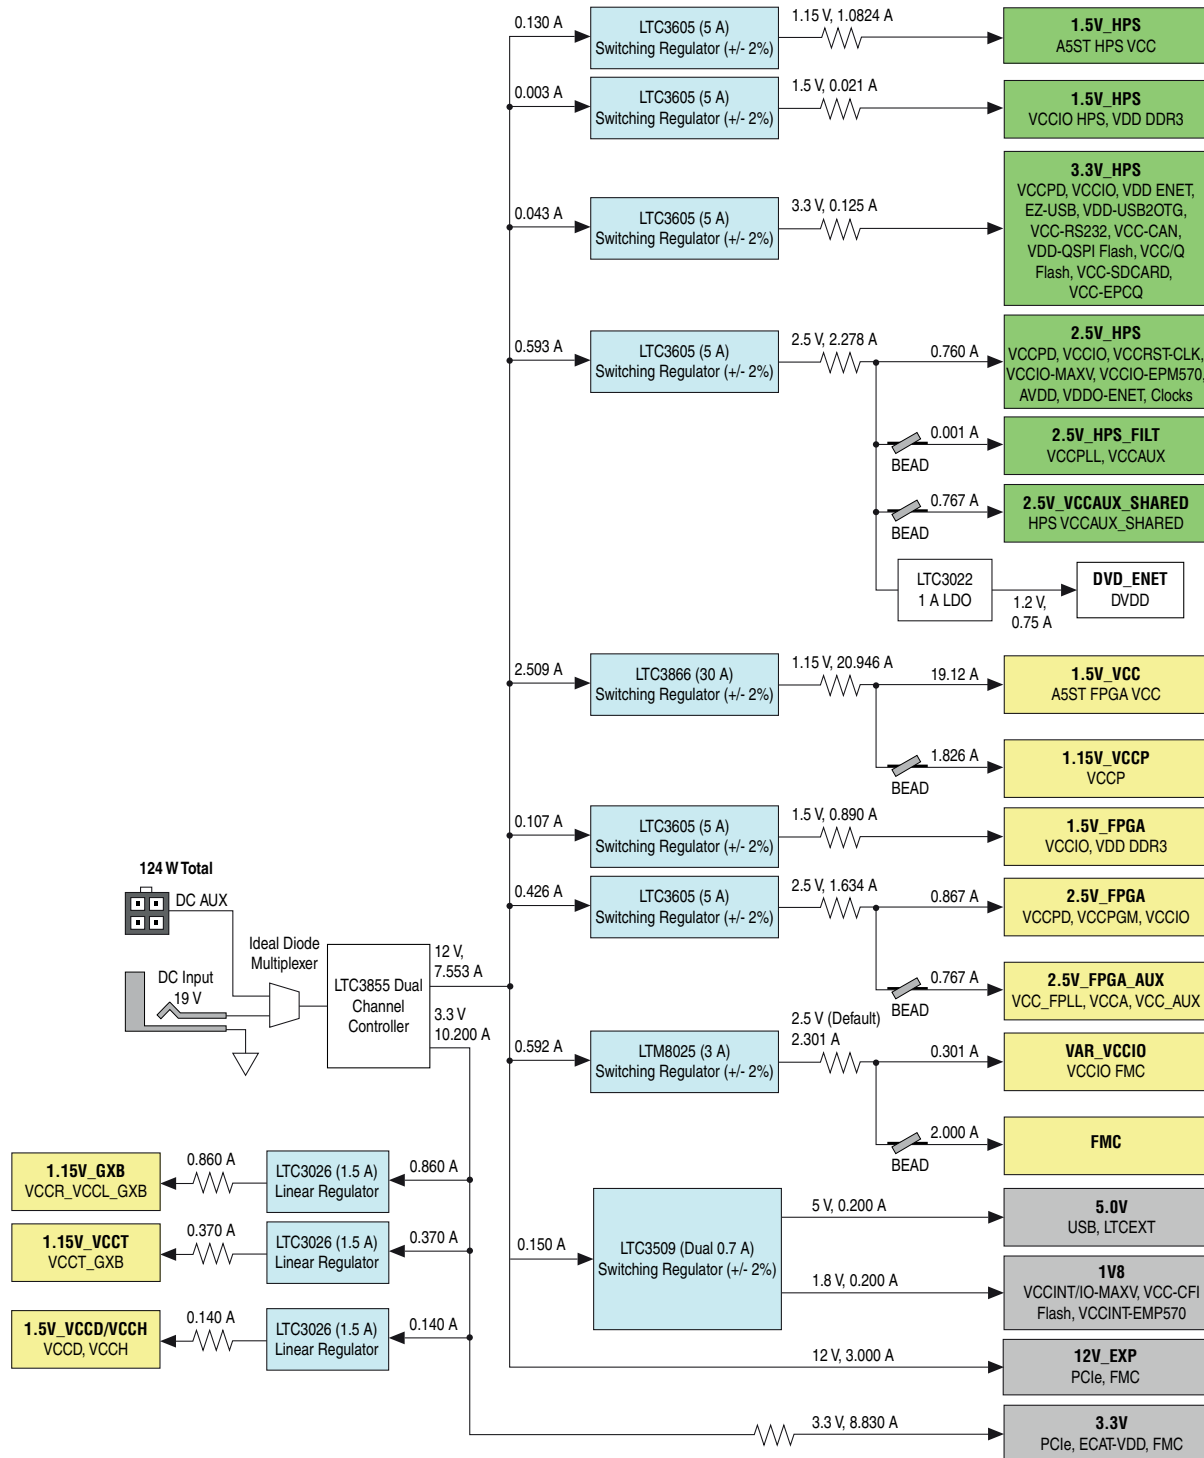 0.130 A
LTC3605 (5 A)
Switching Regulator (+/- 2%)
1.15 V, 1.0824 A
1.5V_HPS
A5ST HPS VCC
0.003 A
LTC3605 (5 A)
Switching Regulator (+/- 2%)
1.5 V, 0.021 A
1.5V_HPS
VCCIO HPS, VDD DDR3
0.043 A
LTC3605 (5 A)
Switching Regulator (+/- 2%)
3.3 V, 0.125 A
3.3V_HPS
VCCPD, VCCIO, VDD ENET,
EZ-USB, VDD-USB2OTG,
VCC-RS232, VCC-CAN,
VDD-QSPI Flash, VCC/Q
Flash, VCC-SDCARD,
VCC-EPCQ
0.593 A
LTC3605 (5 A)
Switching Regulator (+/- 2%)
2.5 V, 2.278 A
0.760 A
2.5V_HPS
VCCPD, VCCIO, VCCRST-CLK,
VCCIO-MAXV, VCCIO-EPM570,
AVDD, VDDO-ENET, Clocks
BEAD
0.001 A
2.5V_HPS_FILT
VCCPLL, VCCAUX
BEAD
0.767 A
2.5V_VCCAUX_SHARED
HPS VCCAUX_SHARED
LTC3022
1 A LDO
1.2 V,
0.75 A
DVD_ENET
DVDD
2.509 A
LTC3866 (30 A)
Switching Regulator (+/- 2%)
1.15 V, 20.946 A
19.12 A
1.5V_VCC
A5ST FPGA VCC
BEAD
1.826 A
1.15V_VCCP
VCCP
0.107 A
LTC3605 (5 A)
Switching Regulator (+/- 2%)
1.5 V, 0.890 A
1.5V_FPGA
VCCIO, VDD DDR3
0.426 A
LTC3605 (5 A)
Switching Regulator (+/- 2%)
2.5 V, 1.634 A
0.867 A
2.5V_FPGA
VCCPD, VCCPGM, VCCIO
BEAD
0.767 A
2.5V_FPGA_AUX
VCC_FPLL, VCCA, VCC_AUX
124 W Total
DC AUX
DC Input
19 V
Ideal Diode
Multiplexer
LTC3855 Dual
Channel
Controller
12 V,
7.553 A
3.3 V
10.200 A
0.592 A
LTM8025 (3 A)
Switching Regulator (+/- 2%)
2.5 V (Default)
2.301 A
0.301 A
VAR_VCCIO
VCCIO FMC
BEAD
2.000 A
FMC
1.15V_GXB
VCCR_VCCL_GXB
0.860 A
LTC3026 (1.5 A)
Linear Regulator
0.860 A
1.15V_VCCT
VCCT_GXB
0.370 A
LTC3026 (1.5 A)
Linear Regulator
0.370 A
1.5V_VCCD/VCCH
VCCD, VCCH
0.140 A
LTC3026 (1.5 A)
Linear Regulator
0.140 A
0.150 A
LTC3509 (Dual 0.7 A)
Switching Regulator (+/- 2%)
5 V, 0.200 A
5.0V
USB, LTCEXT
1.8 V, 0.200 A
1V8
VCCINT/IO-MAXV, VCC-CFI
Flash, VCCINT-EMP570
12 V, 3.000 A
12V_EXP
PCIe, FMC
3.3 V, 8.830 A
3.3V
PCIe, ECAT-VDD, FMC